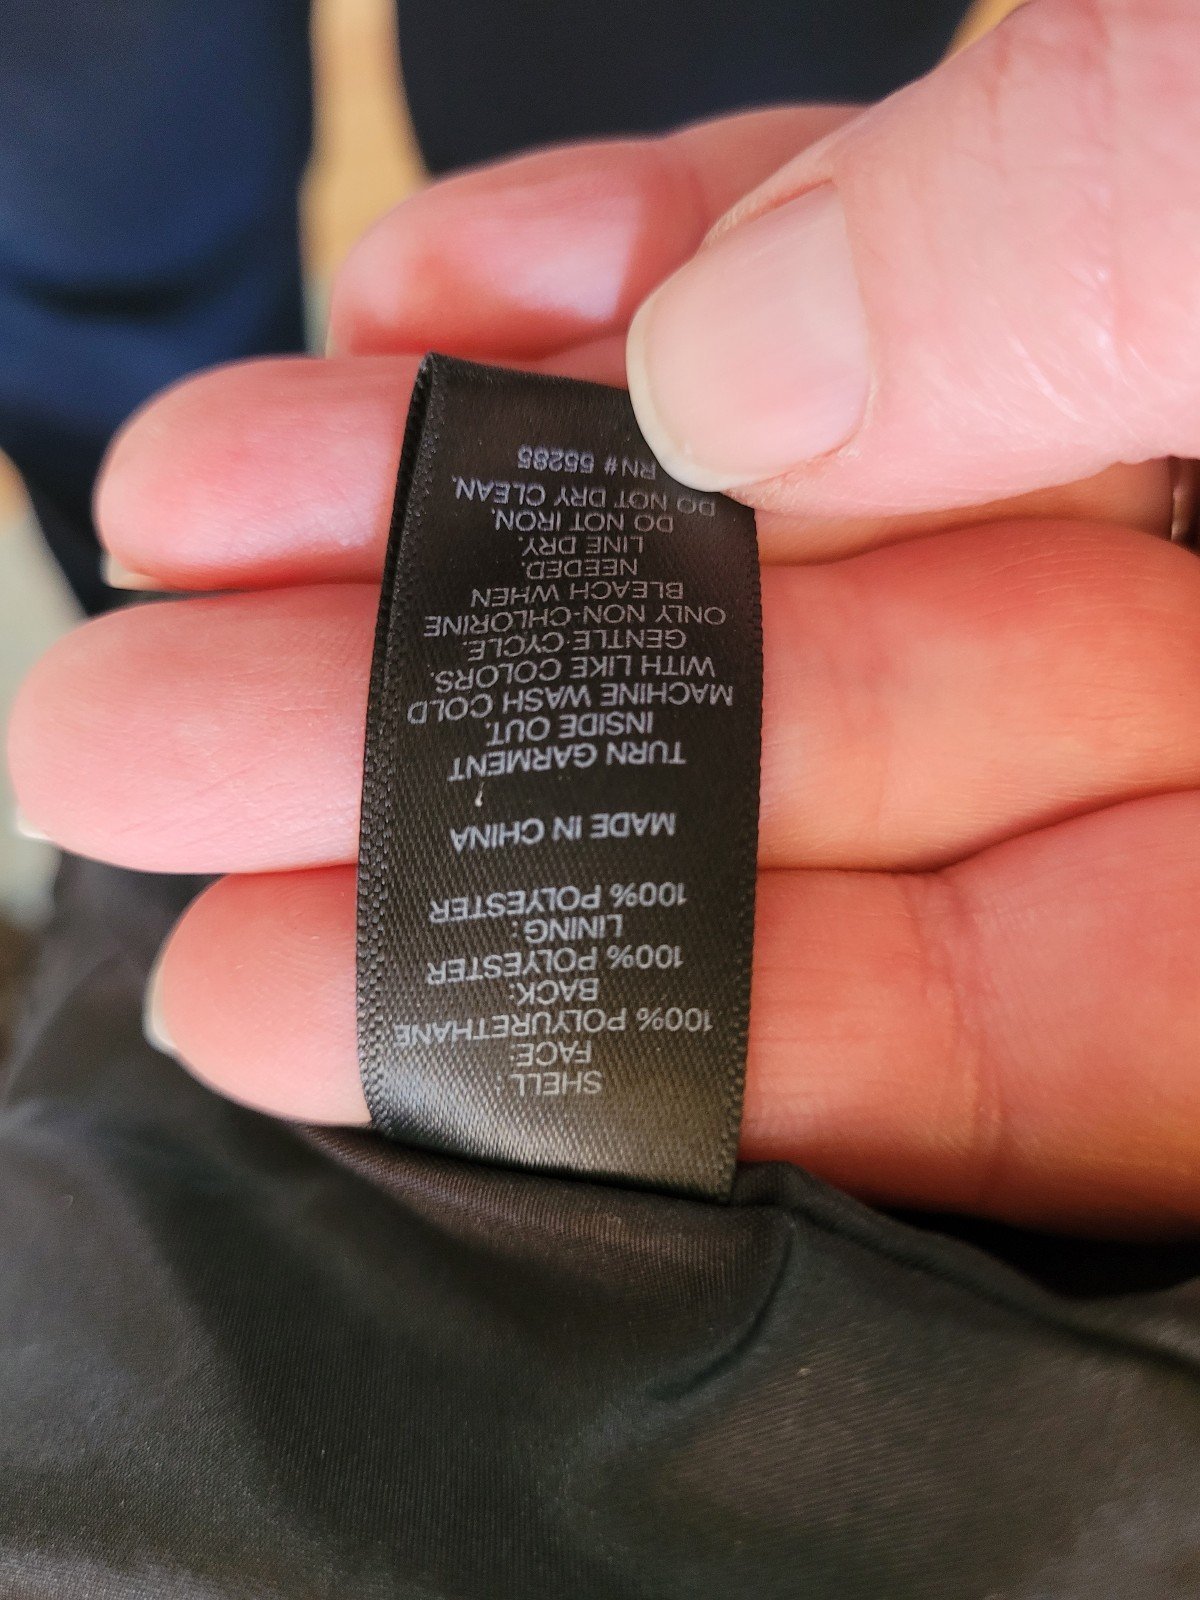 SHELL:
FACE:
100% POLYURETHANE
BACK:
100% POLYESTER
LINING:
100% POLYESTER
MADE IN CHINA
TURN GARMENT
INSIDE OUT.
MACHINE WASH COLD
WITH LIKE COLORS.
GENTLE CYCLE.
ONLY NON-CHLORINE
BLEACH WHEN
NEEDED.
LINE DRY.
DO NOT IRON.
DO NOT DRY CLEAN.
RN# 55285